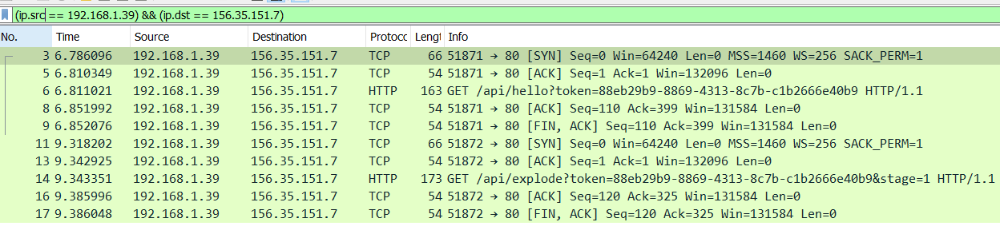 (ip.src == 192.168.1.39) && (ip.dst == 156.35.151.7)
No. Time Source Destination Protocc Lengt Info
3 6.786096 192.168.1.39 156.35.151.7 TCP 66 51871 → 80 [SYN] Seq=0 Win=64240 Len=0 MSS=1460 WS=256 SACK_PERM=1
5 6.810349 192.168.1.39 156.35.151.7 TCP 54 51871 → 80 [ACK] Seq=1 Ack=1 Win=132096 Len=0
6 6.811021 192.168.1.39 156.35.151.7 HTTP 163 GET /api/hello?token=88eb29b9-8869-4313-8c7b-c1b2666e40b9 HTTP/1.1
8 6.851992 192.168.1.39 156.35.151.7 TCP 54 51871 → 80 [ACK] Seq=110 Ack=399 Win=131584 Len=0
9 6.852076 192.168.1.39 156.35.151.7 TCP 54 51871 → 80 [FIN, ACK] Seq=110 Ack=399 Win=131584 Len=0
11 9.318202 192.168.1.39 156.35.151.7 TCP 66 51872 → 80 [SYN] Seq=0 Win=64240 Len=0 MSS=1460 WS=256 SACK_PERM=1
13 9.342925 192.168.1.39 156.35.151.7 TCP 54 51872 → 80 [ACK] Seq=1 Ack=1 Win=132096 Len=0
14 9.343351 192.168.1.39 156.35.151.7 HTTP 173 GET /api/explode?token=88eb29b9-8869-4313-8c7b-c1b2666e40b9&stage=1 HTTP/1.1
16 9.385996 192.168.1.39 156.35.151.7 TCP 54 51872 → 80 [ACK] Seq=120 Ack=325 Win=131584 Len=0
17 9.386048 192.168.1.39 156.35.151.7 TCP 54 51872 → 80 [FIN, ACK] Seq=120 Ack=325 Win=131584 Len=0